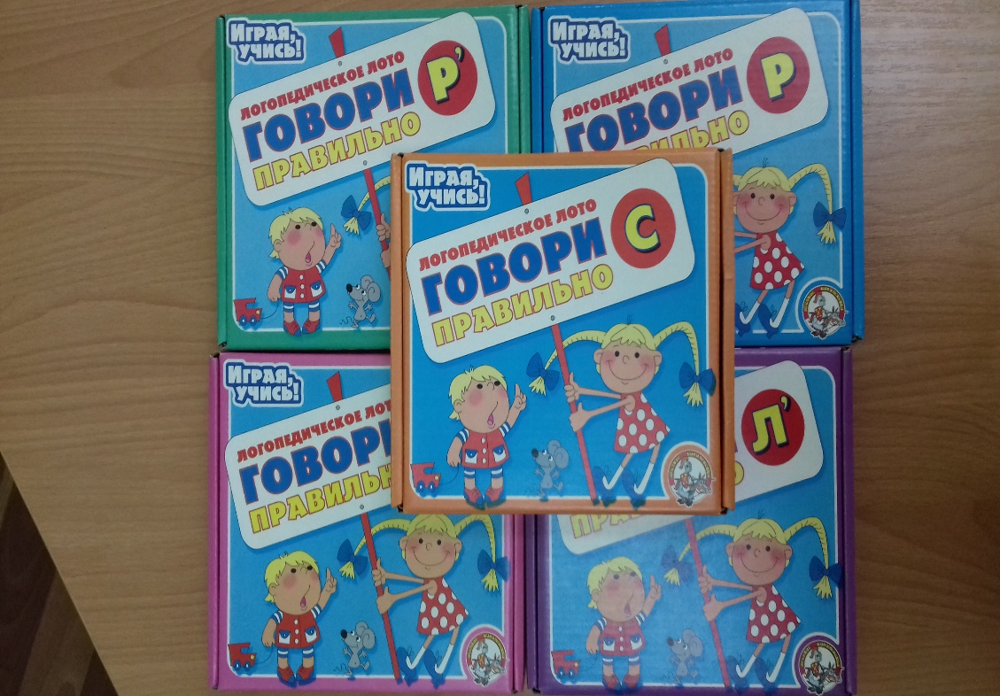 ИГРАЯ,
УЧИСЬ!
ЛОГОПЕДИЧЕСКОЕ ЛОТО
ГОВОРИ Р’
ПРАВИЛЬНО
ИГРАЯ,
УЧИСЬ!
ЛОГОПЕДИЧЕСКОЕ ЛОТО
ГОВОРИ Р
ПРАВИЛЬНО
ИГРАЯ,
УЧИСЬ!
ЛОГОПЕДИЧЕСКОЕ ЛОТО
ГОВОРИ С
ПРАВИЛЬНО
ИГРАЯ,
УЧИСЬ!
ЛОГОПЕДИЧЕСКОЕ ЛОТО
ГОВОРИ
ПРАВИЛЬН
Л’